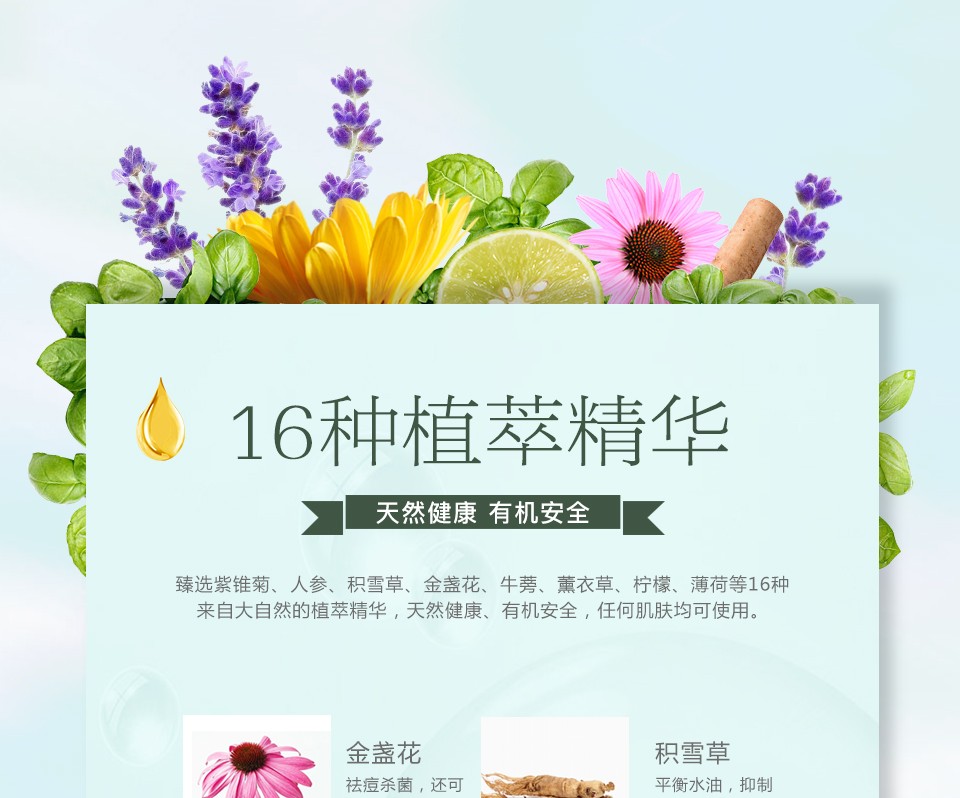 16种植萃精华
天然健康 有机安全
臻选紫锥菊、人参、积雪草、金盏花、牛蒡、薰衣草、柠檬、薄荷等16种
来自大自然的植萃精华，天然健康、有机安全，任何肌肤均可使用。
金盏花
祛痘杀菌，还可
积雪草
平衡水油，抑制